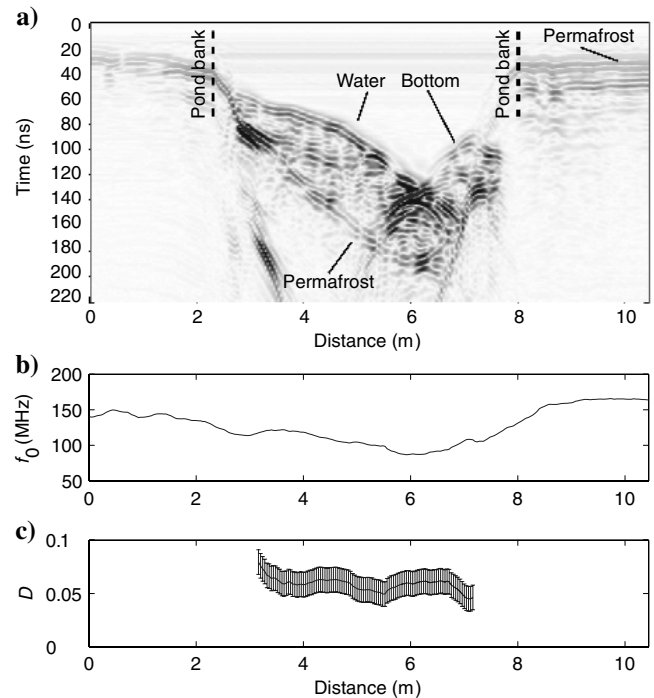 a)
0
20
40
60
80
100
120
140
160
180
200
220
Time (ns)
Pond bank
Water
Bottom
Pond bank
Permafrost
Permafrost
0 2 4 6 8 10
Distance (m)
b)
200
150
100
50
f0 (MHz)
0 2 4 6 8 10
c)
0.1
0.05
0
D
0 2 4 6 8 10
Distance (m)